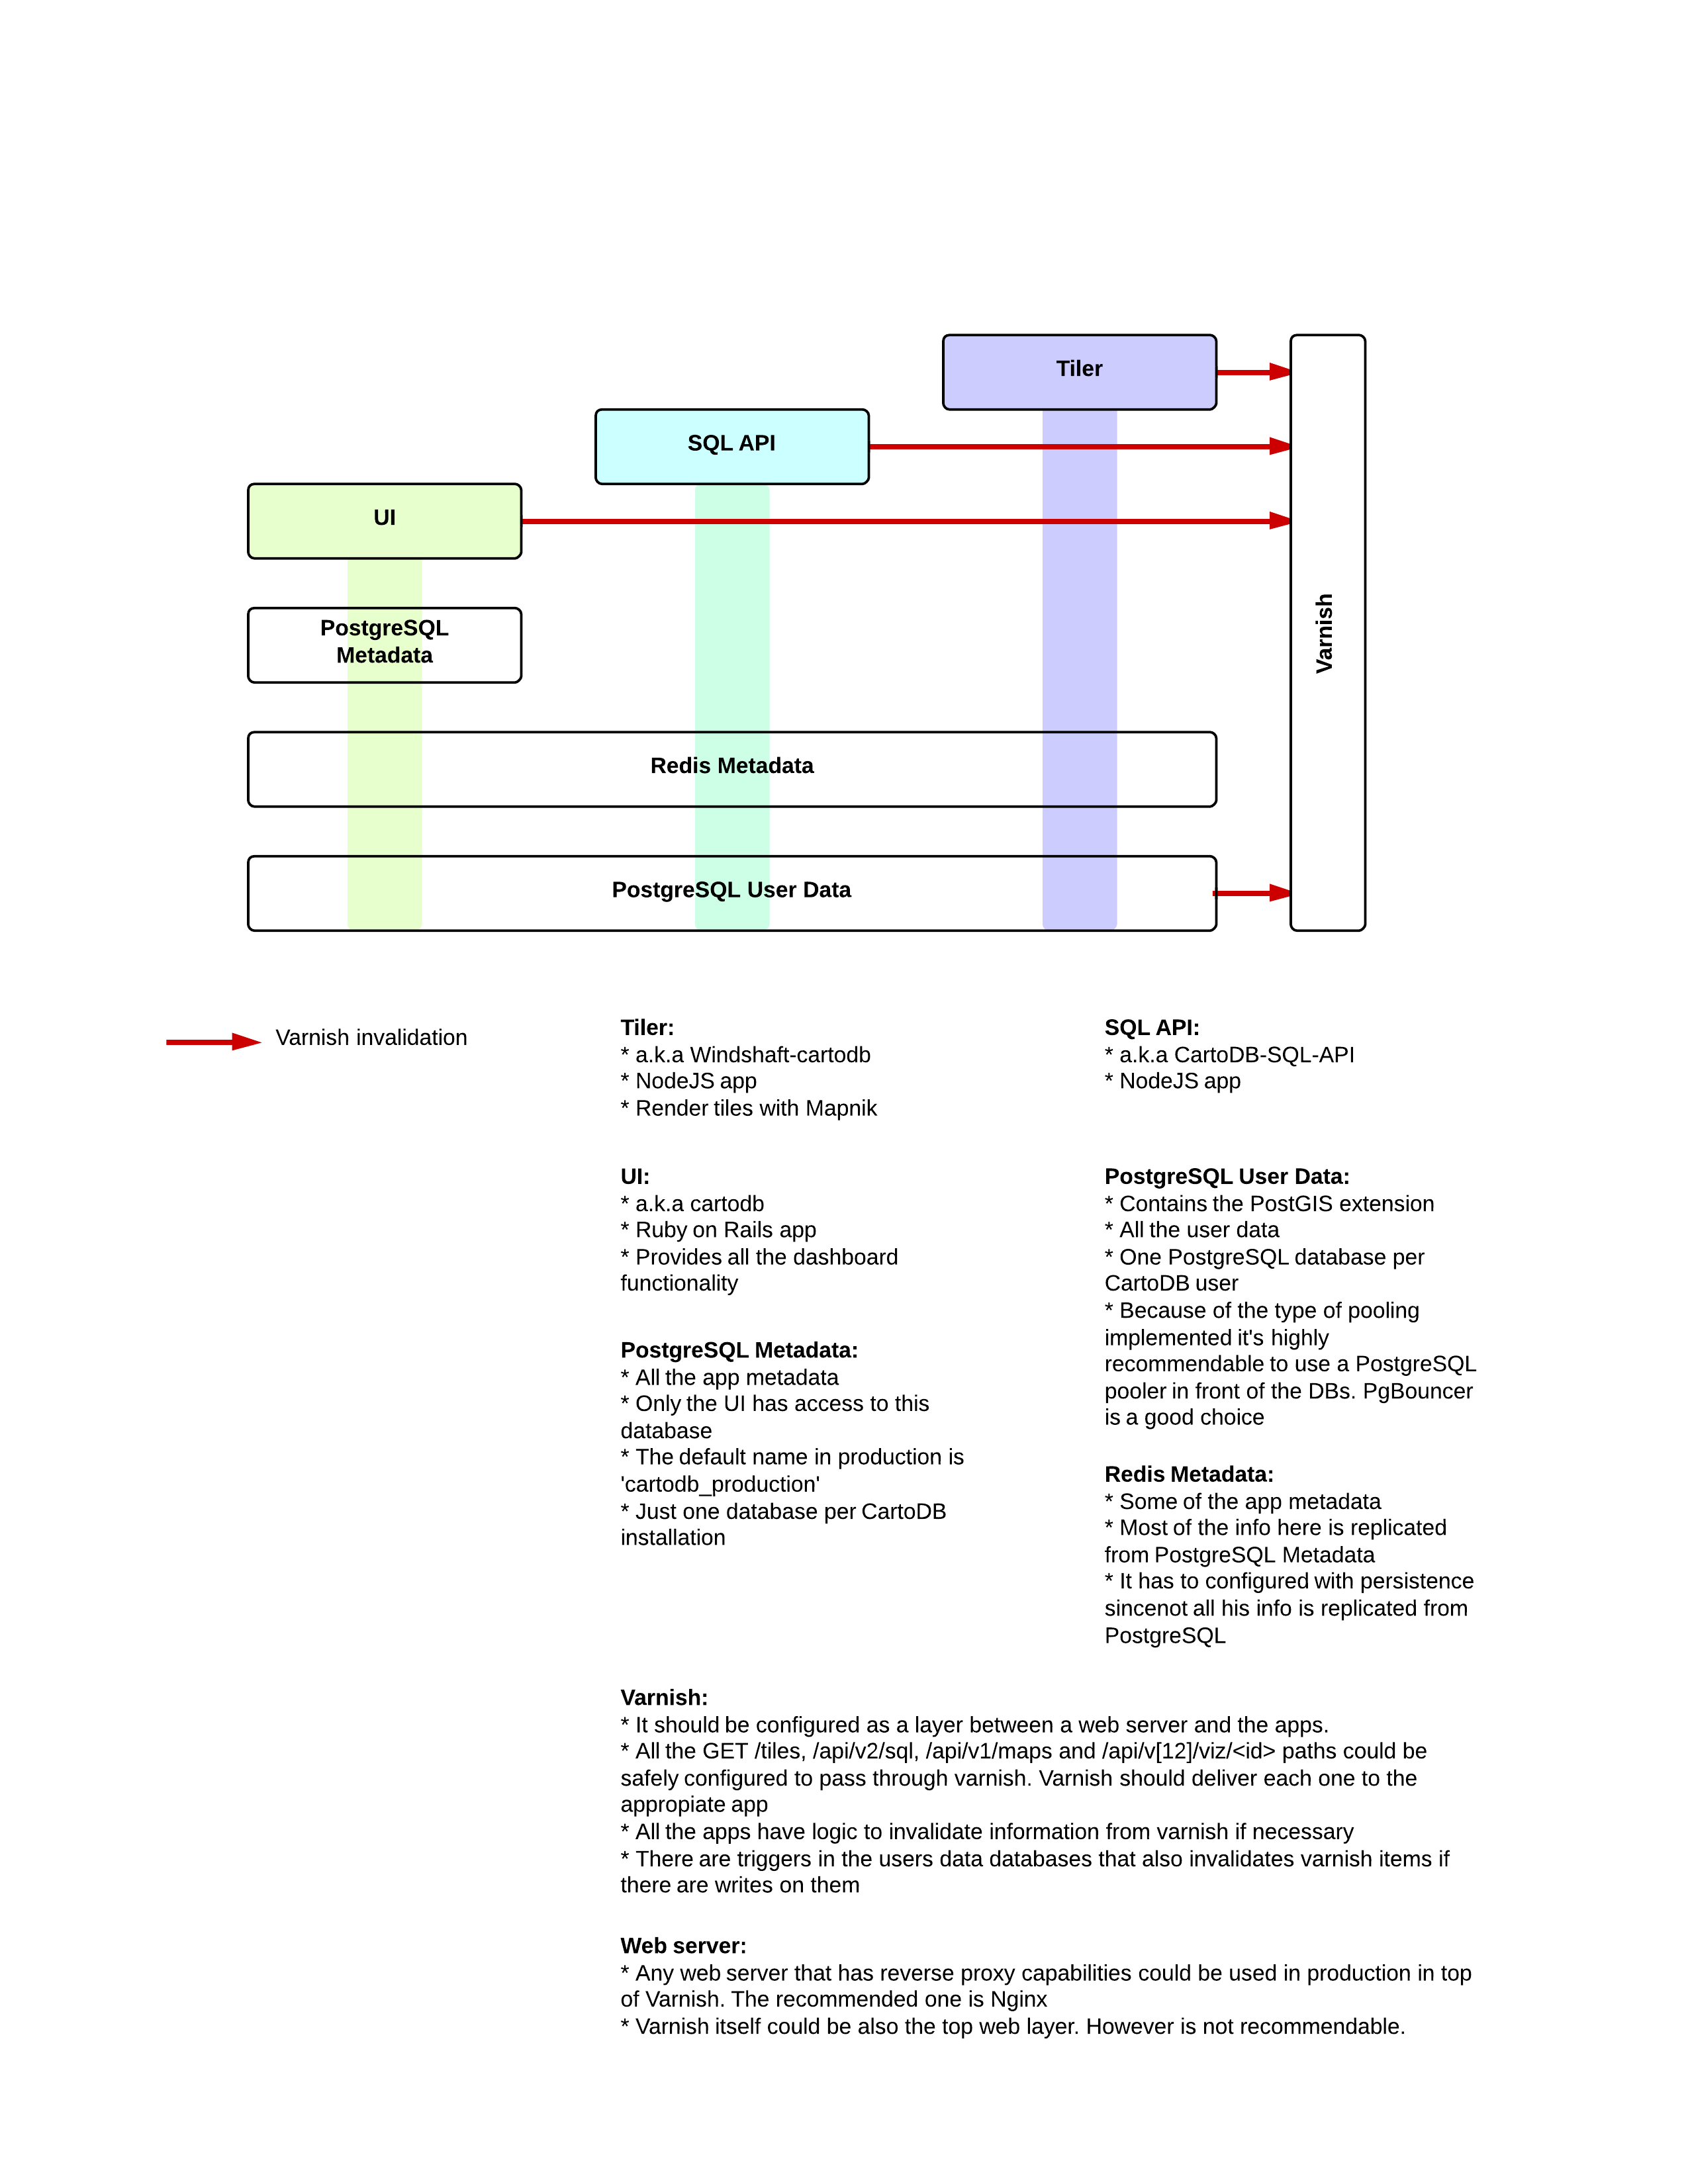 Tiler
SQL API
UI
PostgreSQL
Metadata
Varnish
Redis Metadata
PostgreSQL User Data
Varnish invalidation
Tiler:
* a.k.a Windshaft-cartodb
* NodeJS app
* Render tiles with Mapnik
SQL API:
* a.k.a CartoDB-SQL-API
* NodeJS app
UI:
* a.k.a cartodb
* Ruby on Rails app
* Provides all the dashboard
functionality
PostgreSQL User Data:
* Contains the PostGIS extension
* All the user data
* One PostgreSQL database per
CartoDB user
* Because of the type of pooling
implemented it's highly
recommendable to use a PostgreSQL
pooler in front of the DBs. PgBouncer
is a good choice
PostgreSQL Metadata:
* All the app metadata
* Only the UI has access to this
database
* The default name in production is
'cartodb_production'
* Just one database per CartoDB
installation
Redis Metadata:
* Some of the app metadata
* Most of the info here is replicated
from PostgreSQL Metadata
* It has to configured with persistence
sincenot all his info is replicated from
PostgreSQL
Varnish:
* It should be configured as a layer between a web server and the apps.
* All the GET /tiles, /api/v2/sql, /api/v1/maps and /api/v[12]/viz/<id> paths could be
safely configured to pass through varnish. Varnish should deliver each one to the
appropiate app
* All the apps have logic to invalidate information from varnish if necessary
* There are triggers in the users data databases that also invalidates varnish items if
there are writes on them
Web server:
* Any web server that has reverse proxy capabilities could be used in production in top
of Varnish. The recommended one is Nginx
* Varnish itself could be also the top web layer. However is not recommendable.